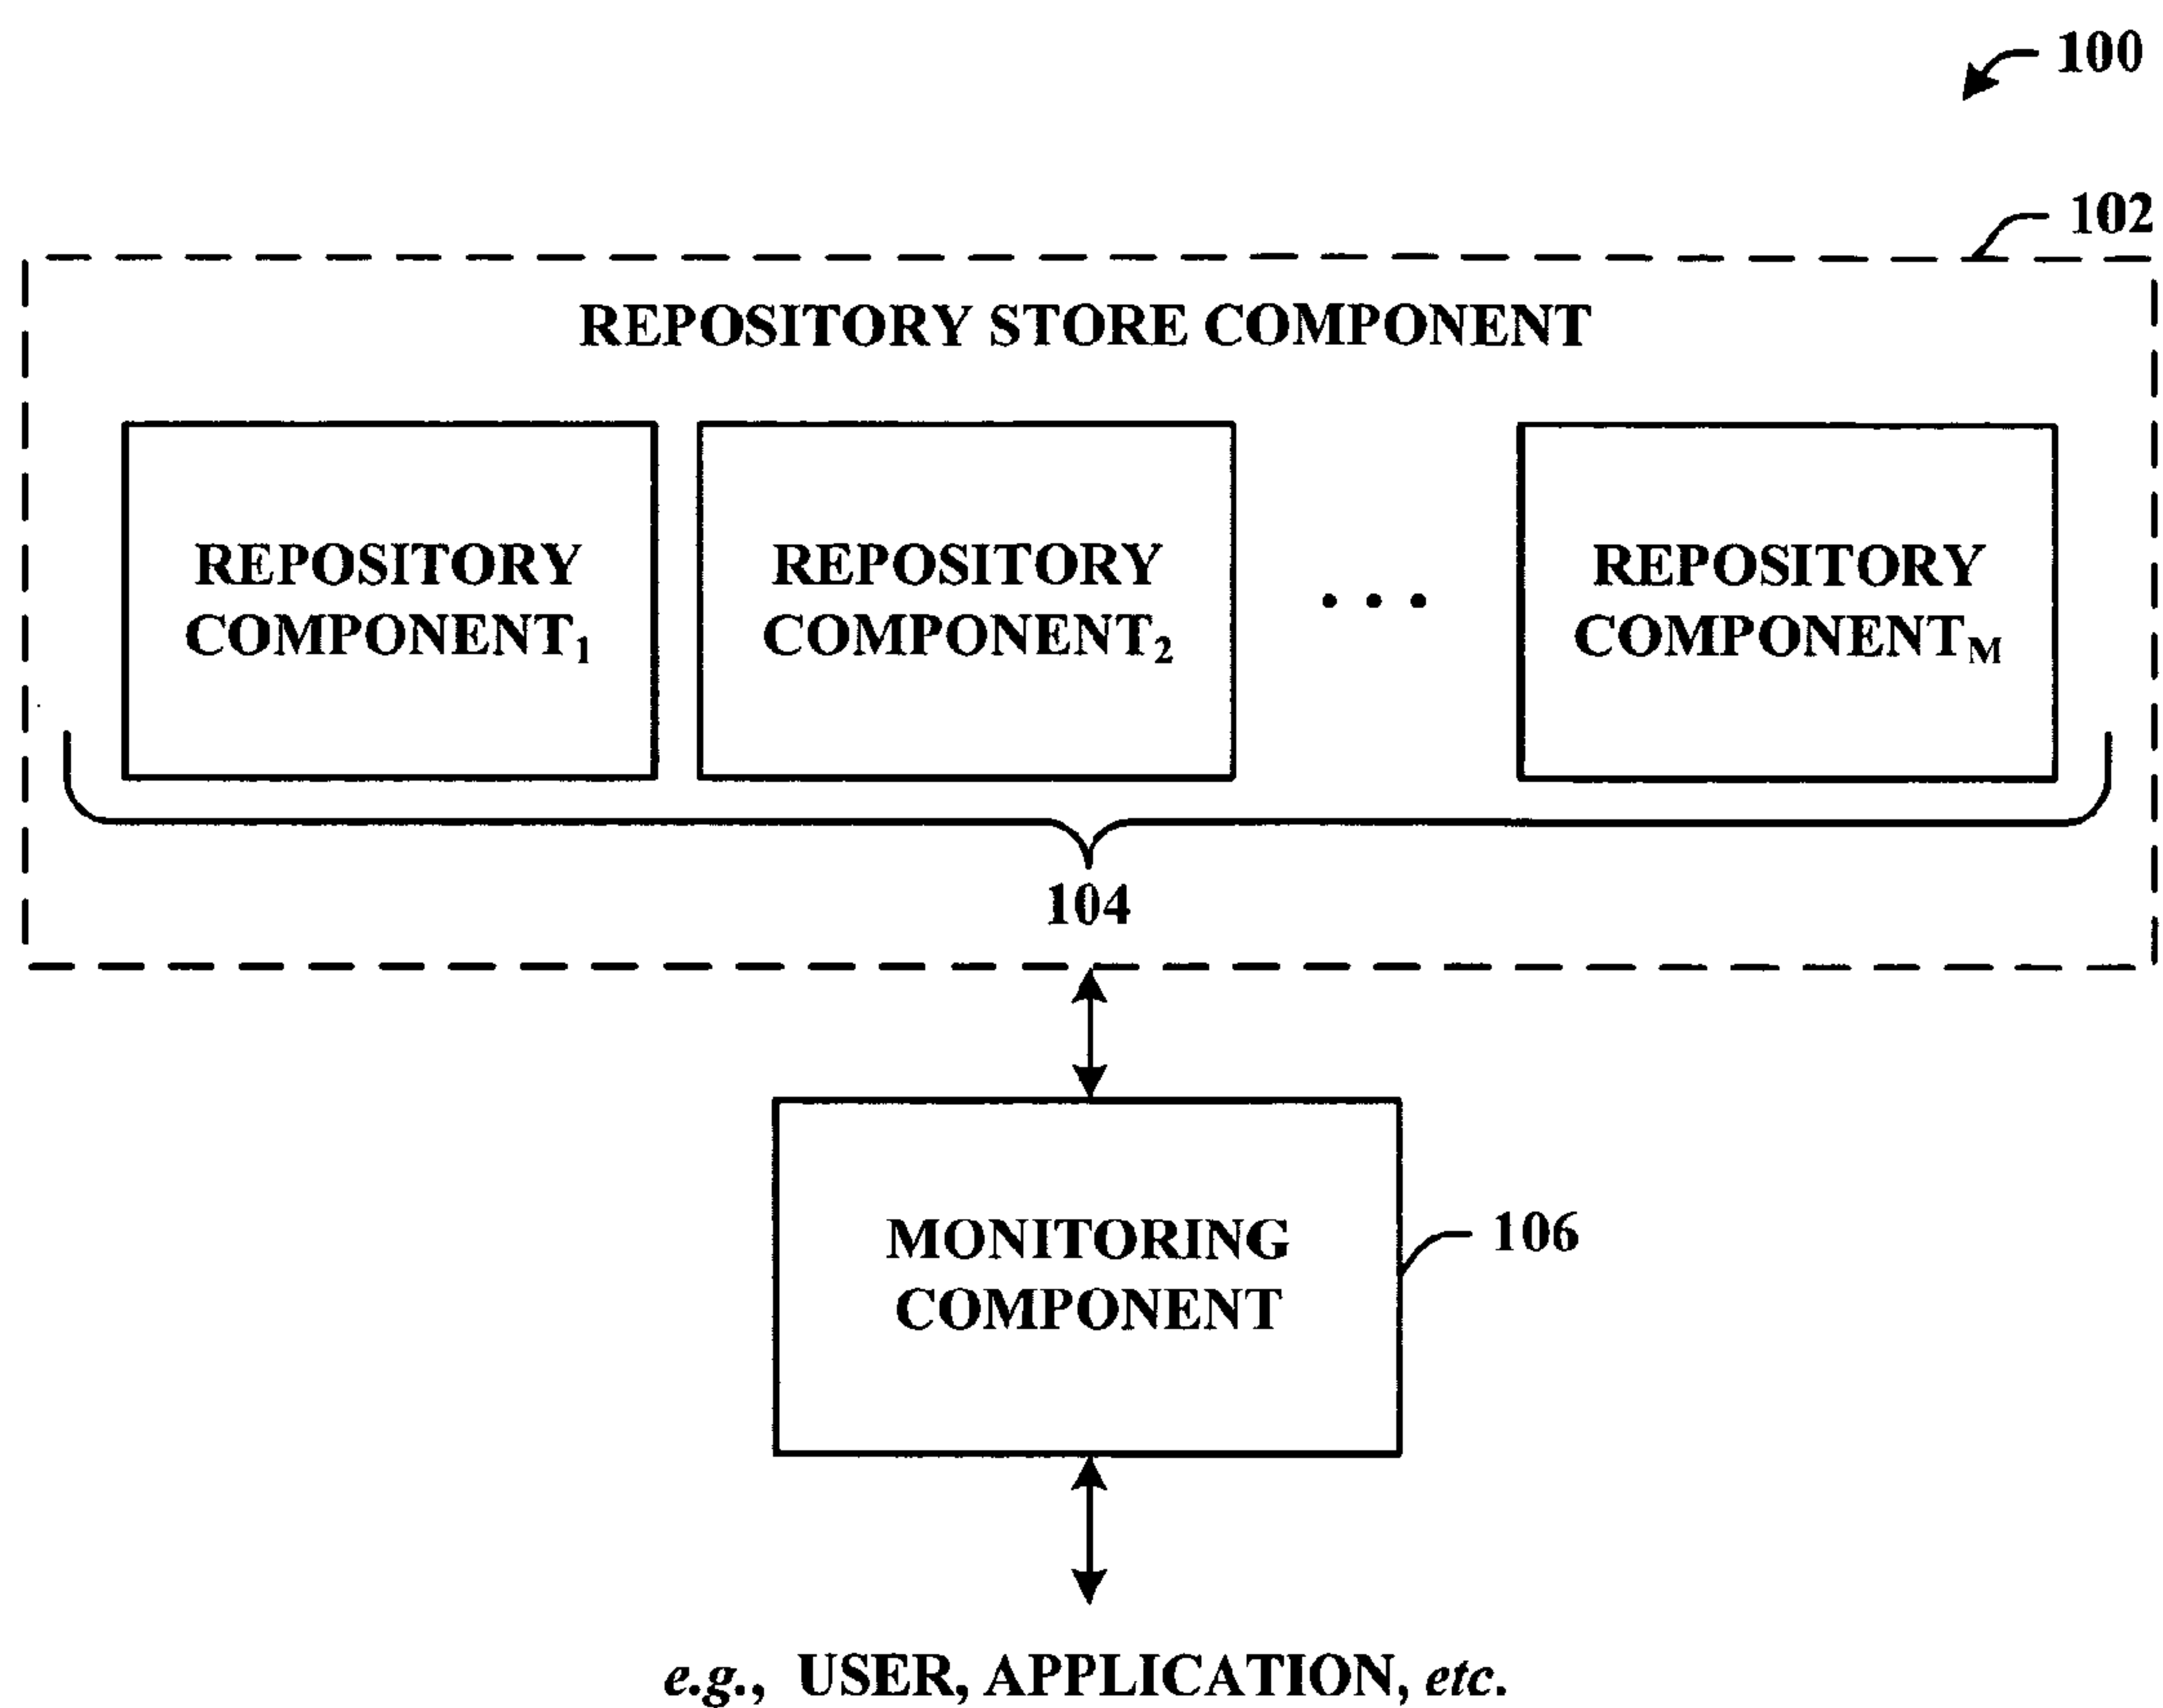 100
102
REPOSITORY STORE COMPONENT
REPOSITORY
COMPONENT₁
REPOSITORY
COMPONENT₂
• • •
REPOSITORY
COMPONENTM
104
MONITORING
COMPONENT
106
e.g., USER, APPLICATION, etc.